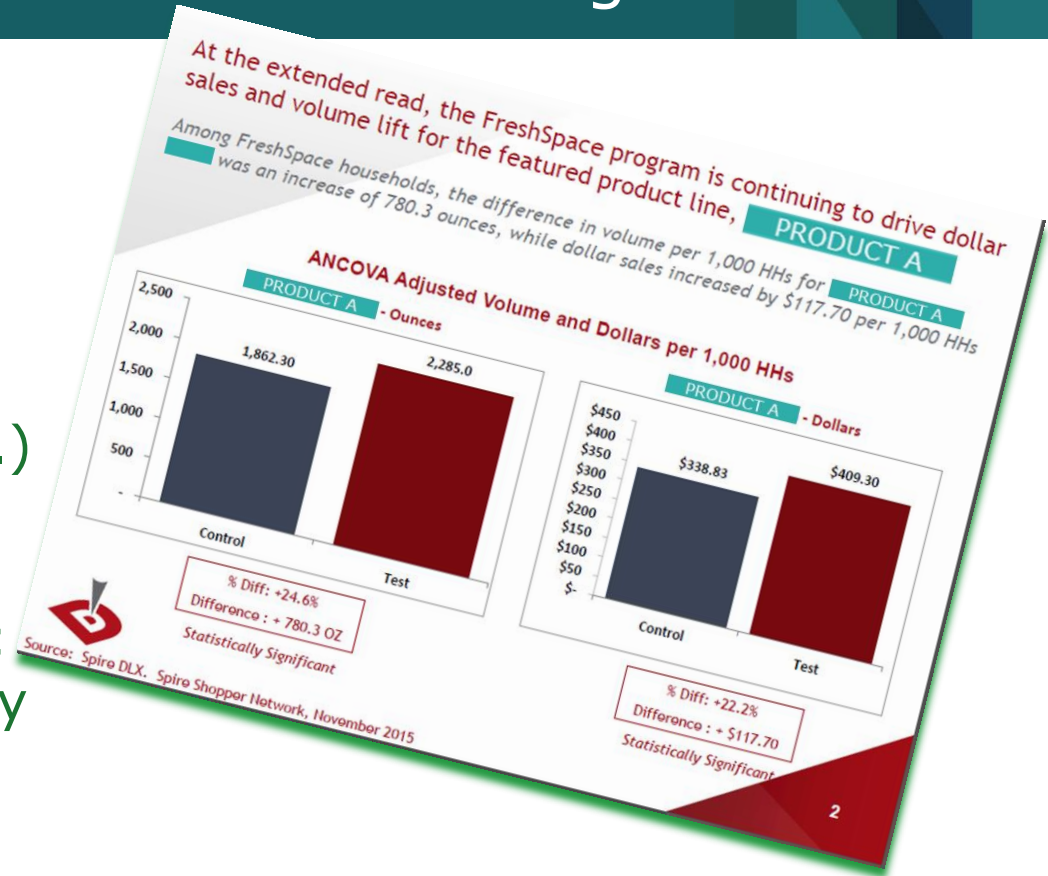 g
At the extended read, the FreshSpace program is continuing to drive dollar
sales and volume lift for the featured product line, PRODUCT A
Among FreshSpace households, the difference in volume per 1,000 HHs for PRODUCT A
was an increase of 780.3 ounces, while dollar sales increased by $117.70 per 1,000 HHs
ANCOVA Adjusted Volume and Dollars per 1,000 HHs
PRODUCT A - Ounces
2,500
2,000
1,500
1,000
500
-
1,862.30
2,285.0
Control
Test
% Diff: +24.6%
Difference : + 780.3 OZ
Statistically Significant
PRODUCT A - Dollars
$450
$400
$350
$300
$250
$200
$150
$100
$50
$-
$338.83
$409.30
Control
Test
% Diff: +22.2%
Difference : + $117.70
Statistically Significant
D
Source: Spire DLX. Spire Shopper Network, November 2015
2
.)
y